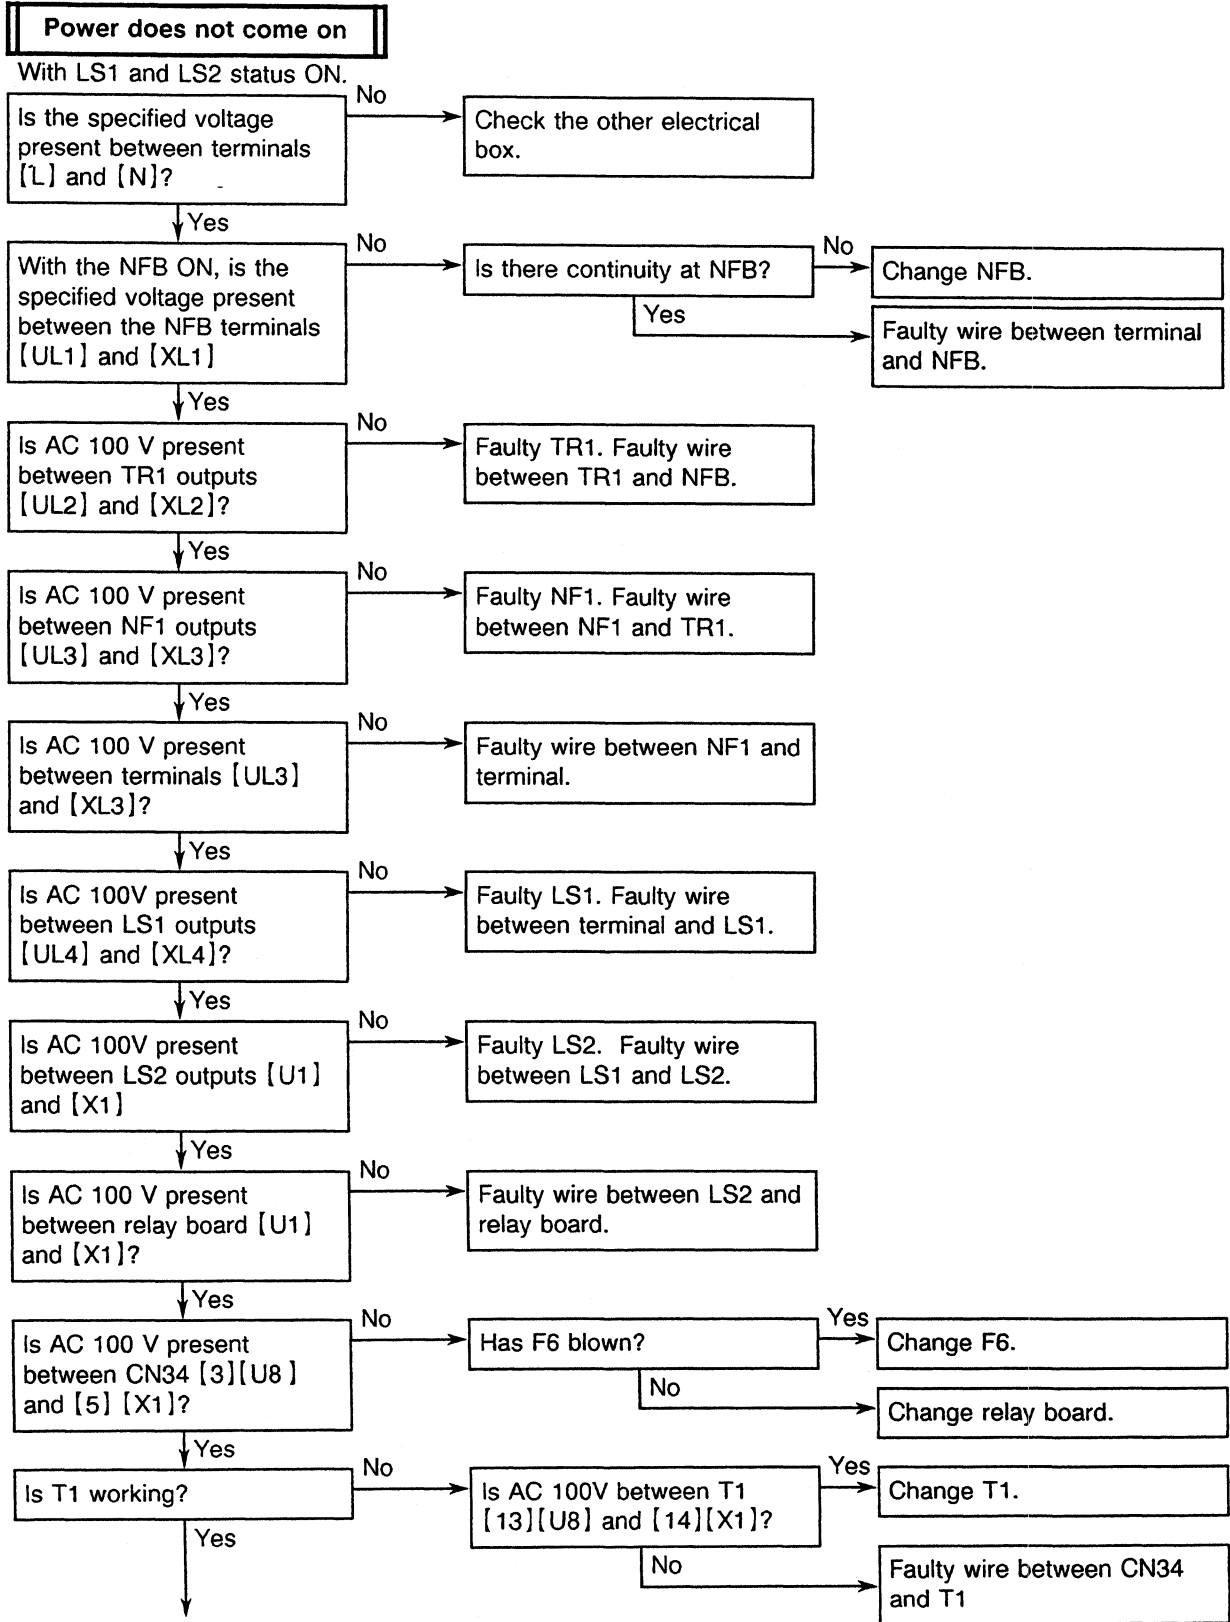 Power does not come on
With LS1 and LS2 status ON.
Is the specified voltage
present between terminals
[L] and [N]?
No
Check the other electrical
box.
Yes
With the NFB ON, is the
specified voltage present
between the NFB terminals
[UL1] and [XL1]
No
Is there continuity at NFB?
No
Change NFB.
Yes
Faulty wire between terminal
and NFB.
Yes
Is AC 100 V present
between TR1 outputs
[UL2] and [XL2]?
No
Faulty TR1. Faulty wire
between TR1 and NFB.
Yes
Is AC 100 V present
between NF1 outputs
[UL3] and [XL3]?
No
Faulty NF1. Faulty wire
between NF1 and TR1.
Yes
Is AC 100 V present
between terminals [UL3]
and [XL3]?
No
Faulty wire between NF1 and
terminal.
Yes
Is AC 100V present
between LS1 outputs
[UL4] and [XL4]?
No
Faulty LS1. Faulty wire
between terminal and LS1.
Yes
Is AC 100V present
between LS2 outputs [U1]
and [X1]
No
Faulty LS2. Faulty wire
between LS1 and LS2.
Yes
Is AC 100 V present
between relay board [U1]
and [X1]?
No
Faulty wire between LS2 and
relay board.
Yes
Is AC 100 V present
between CN34 [3][U8]
and [5] [X1]?
No
Has F6 blown?
Yes
Change F6.
No
Change relay board.
Yes
Is T1 working?
No
Is AC 100V between T1
[13][U8] and [14][X1]?
Yes
Change T1.
No
Faulty wire between CN34
and T1
Yes